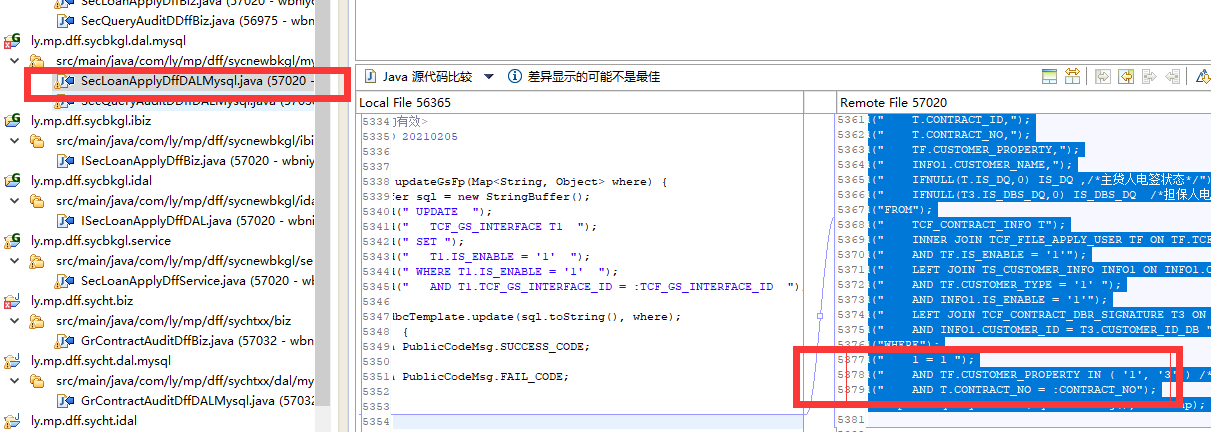 SecLoanApplyDffBiz.java (57020 - wbniy
SecQueryAuditDDffBiz.java (56975 - wbn
ly.mp.dff.sycbkgl.dal.mysql
src/main/java/com/ly/mp/dff/sycnewbkgl/my
SecLoanApplyDffDALMysql.java (57020 -
SecQueryAuditDDffDALMysql.java (5703
ly.mp.dff.sycbkgl.ibiz
src/main/java/com/ly/mp/dff/sycnewbkgl/ibi
ISecLoanApplyDffBiz.java (57020 - wbniy
ly.mp.dff.sycbkgl.idal
src/main/java/com/ly/mp/dff/sycnewbkgl/ida
ISecLoanApplyDffDAL.java (57020 - wbn
ly.mp.dff.sycbkgl.service
src/main/java/com/ly/mp/dff/sycnewbkgl/se
SecLoanApplyDffService.java (57020 - wb
ly.mp.dff.sycht.biz
src/main/java/com/ly/mp/dff/sychtxx/biz
GrContractAuditDffBiz.java (57032 - wbn
ly.mp.dff.sycht.dal.mysql
src/main/java/com/ly/mp/dff/sychtxx/dal/my
GrContractAuditDffDALMysql.java (57032
ly.mp.dff.sycht.idal
Java 源代码比较
差异显示的可能不是最佳
Local File 56365
5334 有效>
5335 20210205
5336
5337
5338 updateGsFp(Map<String, Object> where) {
5339 fer sql = new StringBuffer();
5340 (" UPDATE ");
5341 (" TCF_GS_INTERFACE T1 ");
5342 (" SET ");
5343 (" T1.IS_ENABLE = '1' ");
5344 (" WHERE T1.IS_ENABLE = '1' ");
5345 (" AND T1.TCF_GS_INTERFACE_ID = :TCF_GS_INTERFACE_ID ")
5346
5347 bcTemplate.update(sql.toString(), where);
5348 {
5349 PublicCodeMsg.SUCCESS_CODE;
5350
5351 PublicCodeMsg.FAIL_CODE;
5352
5353
5354
Remote File 57020
5361 (" T.CONTRACT_ID,");
5362 (" T.CONTRACT_NO,");
5363 (" TF.CUSTOMER_PROPERTY,");
5364 (" INFO1.CUSTOMER_NAME,");
5365 (" IFNULL(T.IS_DQ,0) IS_DQ ,/*主贷人电签状态*/")
5366 (" IFNULL(T3.IS_DBS_DQ,0) IS_DBS_DQ /*担保人电
5367 ("FROM");
5368 (" TCF_CONTRACT_INFO T");
5369 (" INNER JOIN TCF_FILE_APPLY_USER TF ON TF.TCF
5370 (" AND TF.IS_ENABLE = '1'");
5371 (" LEFT JOIN TS_CUSTOMER_INFO INFO1 ON INFO1.C
5372 (" AND TF.CUSTOMER_TYPE = '1' ");
5373 (" AND INFO1.IS_ENABLE = '1'");
5374 (" LEFT JOIN TCF_CONTRACT_DBR_SIGNATURE T3 ON
5375 (" AND INFO1.CUSTOMER_ID = T3.CUSTOMER_ID_DB "
5376 ("WHERE");
5377 (" 1 = 1 ");
5378 (" AND TF.CUSTOMER_PROPERTY IN ( '1', '3' ) /*
5379 (" AND T.CONTRACT_NO = :CONTRACT_NO");
5381